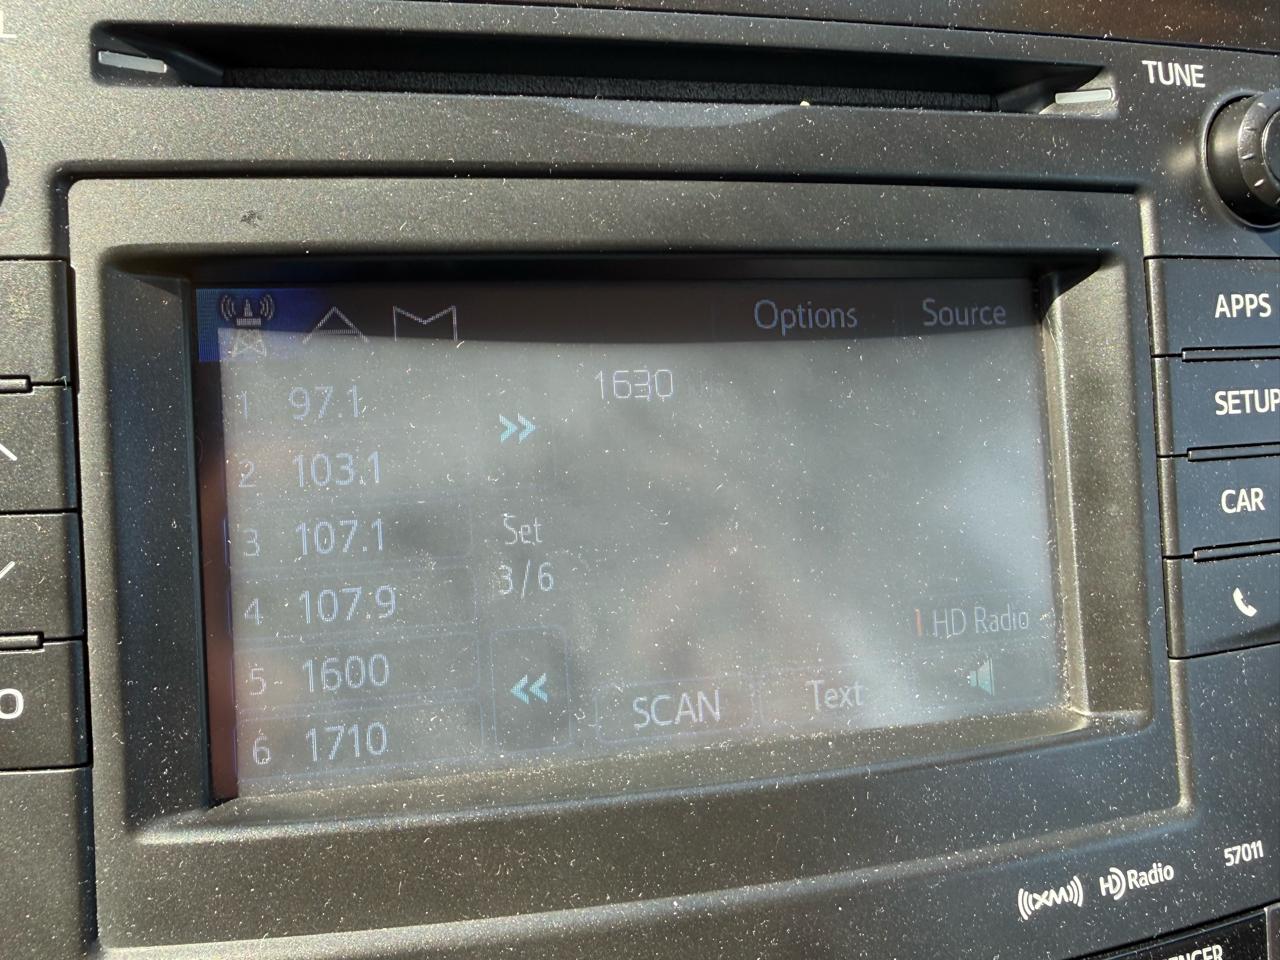 TUNE
AM
Options
Source
APPS
1 97.1
1630
SETUP
2 103.1
CAR
3 107.1
Set
3/6
4 107.9
HD Radio
5 1600
SCAN
Text
6 1710
57011
((XM))
HD Radio